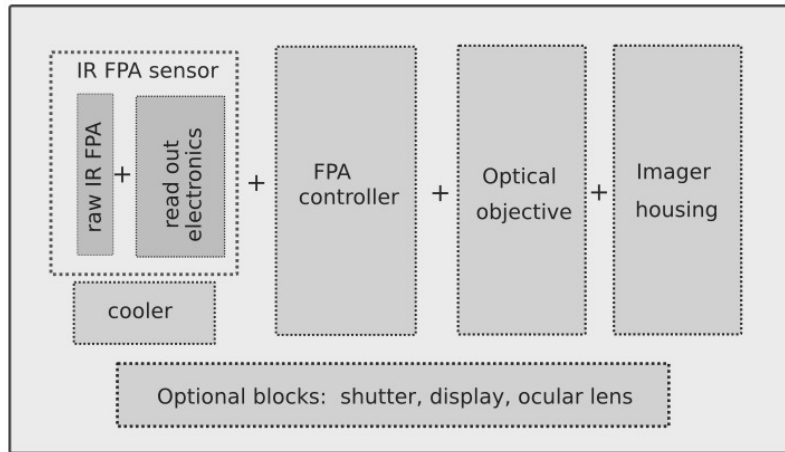 IR FPA sensor
raw IR FPA
+
read out
electronics
+
FPA
controller
+
Optical
objective
+
Imager
housing
cooler
Optional blocks: shutter, display, ocular lens